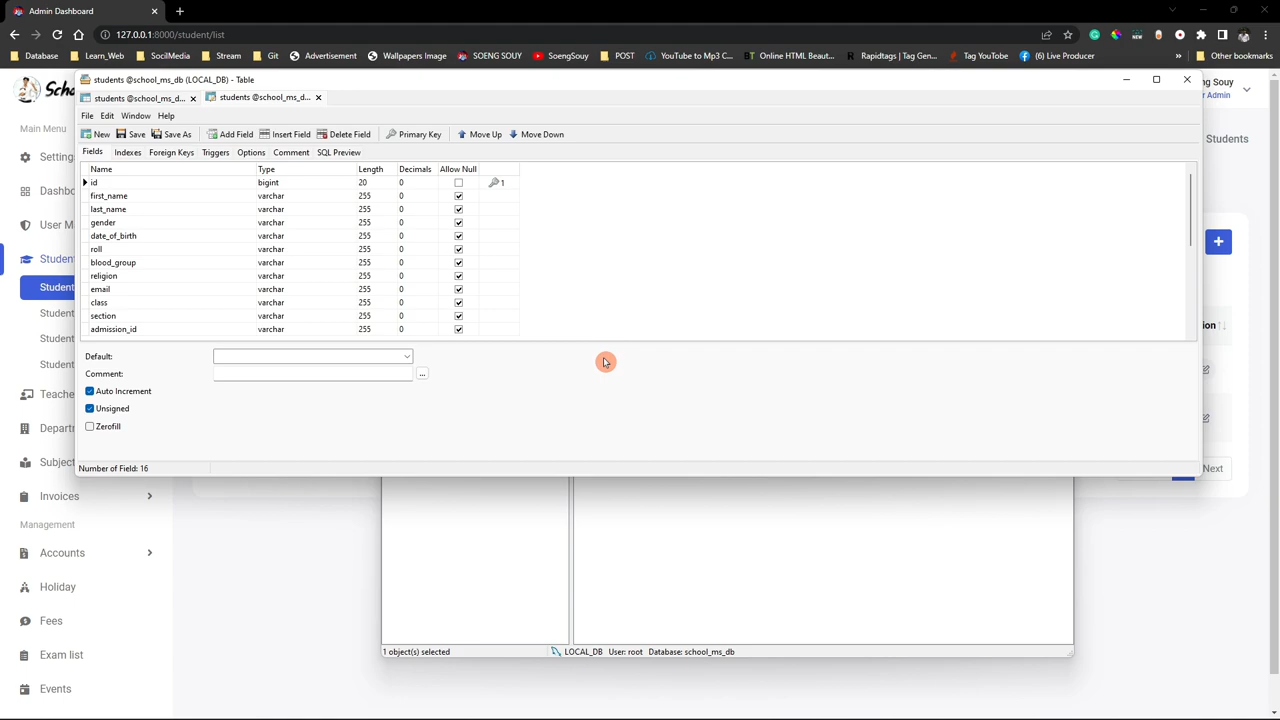 Admin Dashboard
127.0.0.1:8000/student/list
Database Learn_Web SocilMedia Stream Git Advertisement Wallpapers Image SOENG SOUY SoengSouy POST YouTube to Mp3 C... Online HTML Beaut... Rapidtags | Tag Gen... Tag YouTube (6) Live Producer » Other bookmarks
students @school_ms_db (LOCAL_DB) - Table
ng Souy
r Admin
students @school_ms_d... students @school_ms_d...
File Edit Window Help
Main Menu
New Save Save As Add Field Insert Field Delete Field Primary Key Move Up Move Down
Students
Fields Indexes Foreign Keys Triggers Options Comment SQL Preview
Setting
Name Type Length Decimals Allow Null
id bigint 20 0 1
Dashbo
first_name varchar 255 0
last_name varchar 255 0
gender varchar 255 0
User M
date_of_birth varchar 255 0
roll varchar 255 0
Studen
blood_group varchar 255 0
religion varchar 255 0
Student
email varchar 255 0
class varchar 255 0
Student
section varchar 255 0
ion
admission_id varchar 255 0
Student
Default:
Student
Comment: ...
Auto Increment
Teache
Unsigned
Zerofill
Departr
Subject
Number of Field: 16
Next
Invoices
Management
Accounts
Holiday
Fees
Exam list
1 object(s) selected LOCAL_DB User: root Database: school_ms_db
Events